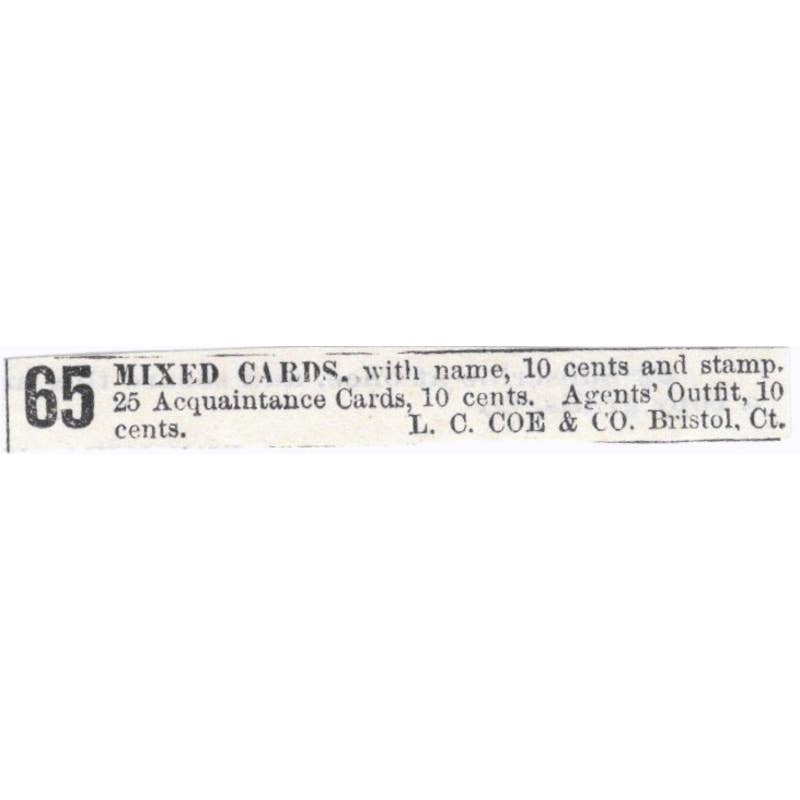 65 MIXED CARDS. with name, 10 cents and stamp.
25 Acquaintance Cards, 10 cents. Agents' Outfit, 10
cents. L. C. COE & CO. Bristol, Ct.